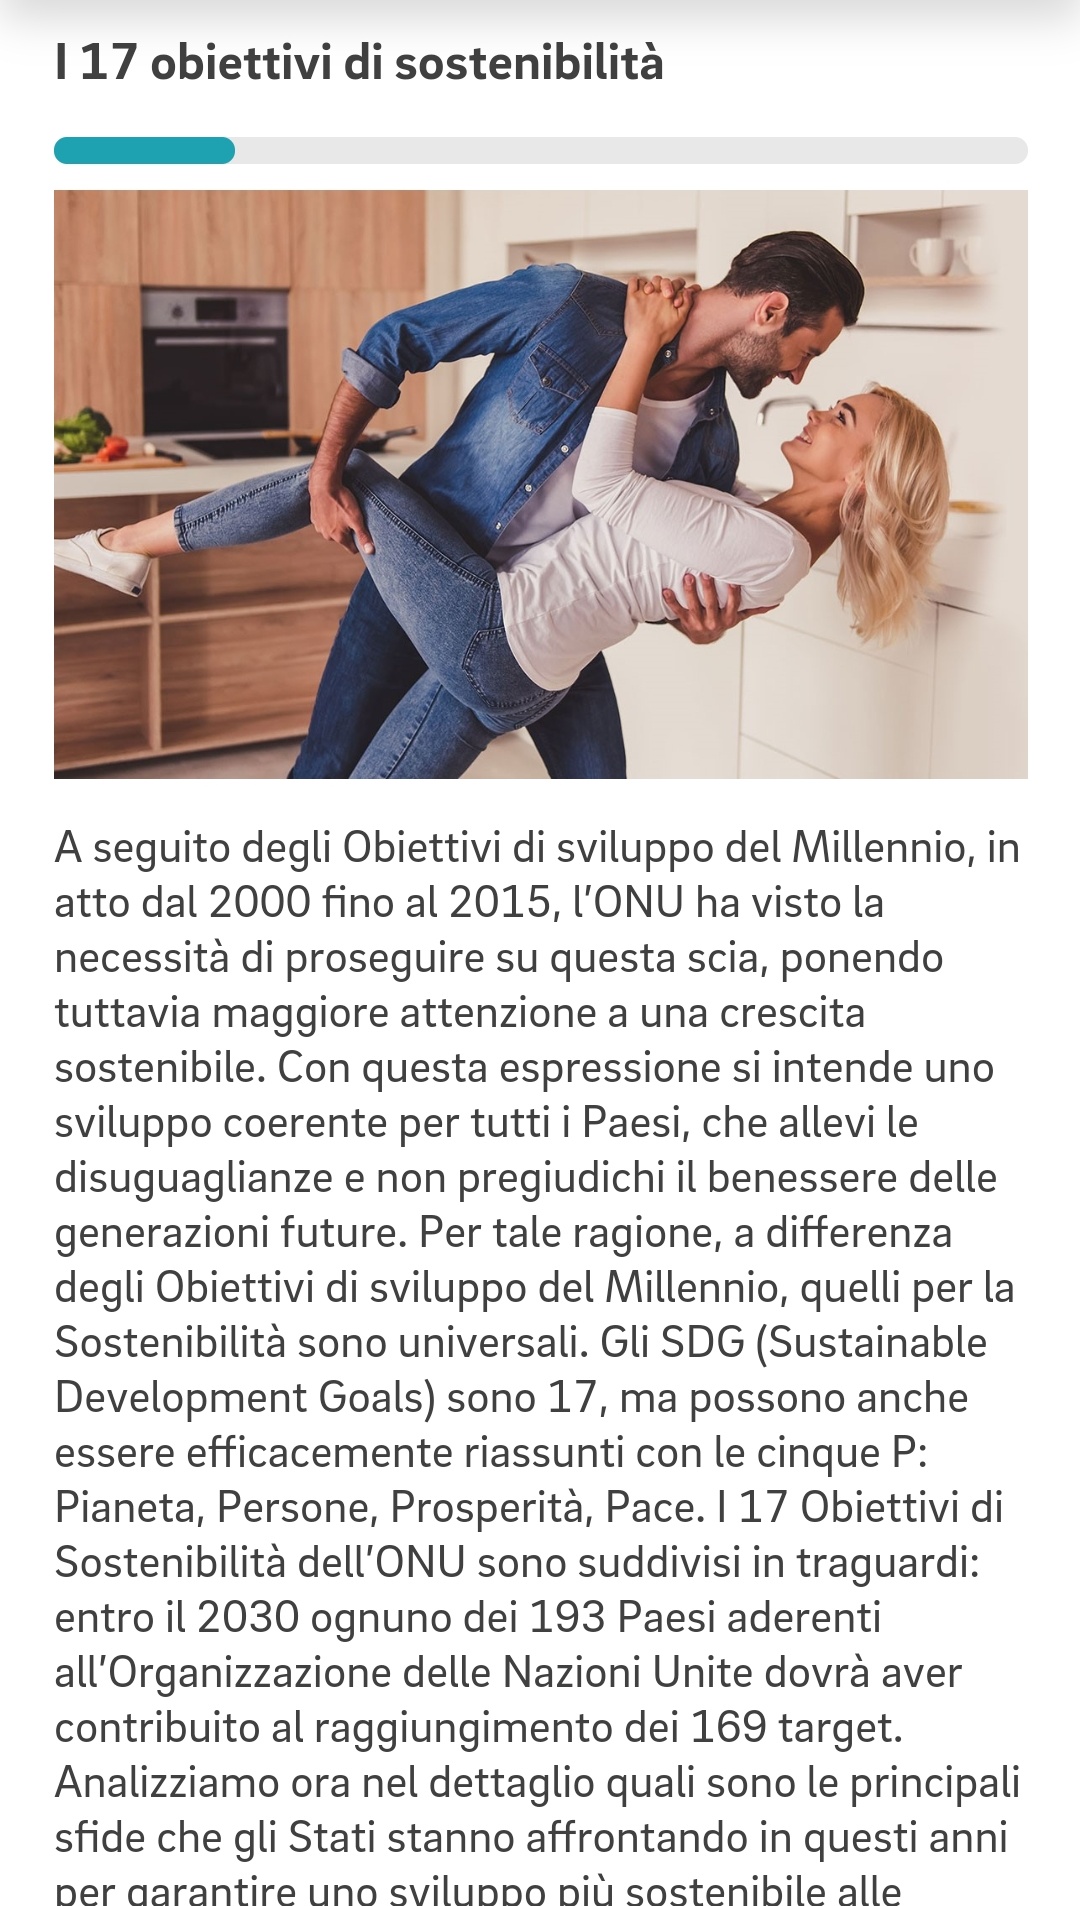 I 17 obiettivi di sostenibilità
A seguito degli Obiettivi di sviluppo del Millennio, in
atto dal 2000 fino al 2015, l’ONU ha visto la
necessità di proseguire su questa scia, ponendo
tuttavia maggiore attenzione a una crescita
sostenibile. Con questa espressione si intende uno
sviluppo coerente per tutti i Paesi, che allevi le
disuguaglianze e non pregiudichi il benessere delle
generazioni future. Per tale ragione, a differenza
degli Obiettivi di sviluppo del Millennio, quelli per la
Sostenibilità sono universali. Gli SDG (Sustainable
Development Goals) sono 17, ma possono anche
essere efficacemente riassunti con le cinque P:
Pianeta, Persone, Prosperità, Pace. I 17 Obiettivi di
Sostenibilità dell’ONU sono suddivisi in traguardi:
entro il 2030 ognuno dei 193 Paesi aderenti
all’Organizzazione delle Nazioni Unite dovrà aver
contribuito al raggiungimento dei 169 target.
Analizziamo ora nel dettaglio quali sono le principali
sfide che gli Stati stanno affrontando in questi anni
per garantire uno sviluppo più sostenibile alle